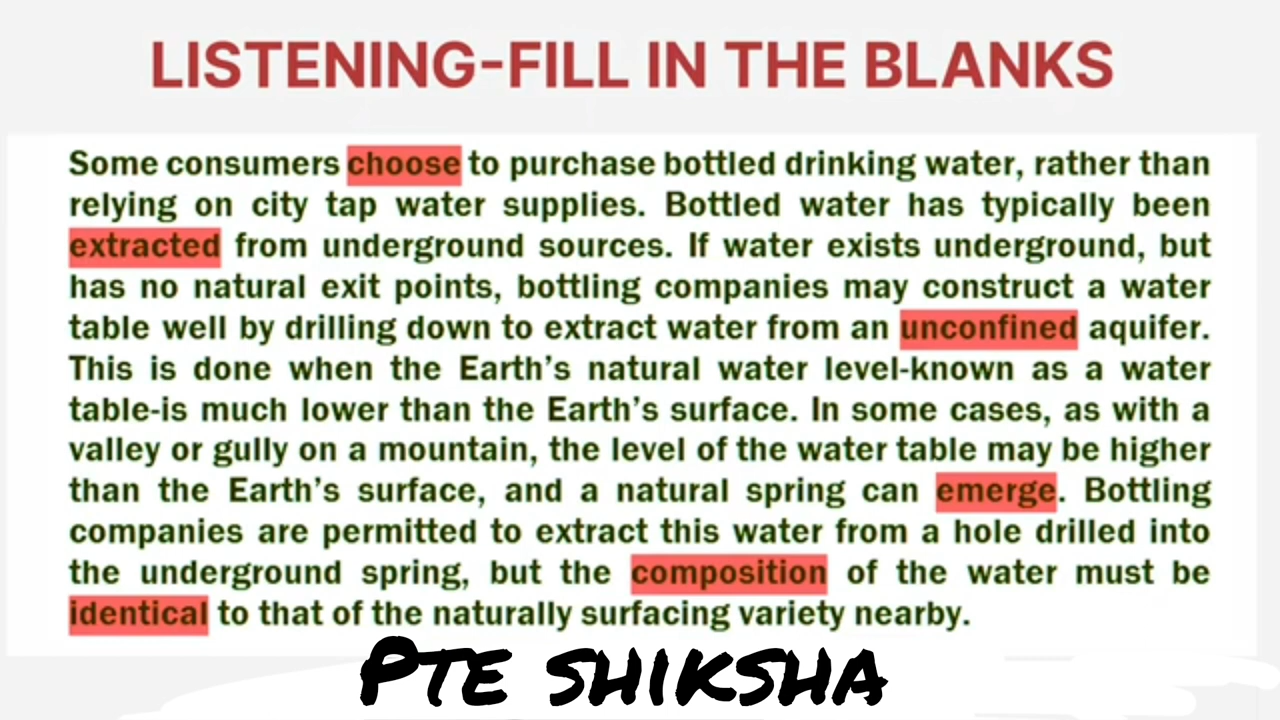 LISTENING-FILL IN THE BLANKS
Some consumers choose to purchase bottled drinking water, rather than
relying on city tap water supplies. Bottled water has typically been
extracted from underground sources. If water exists underground, but
has no natural exit points, bottling companies may construct a water
table well by drilling down to extract water from an unconfined aquifer.
This is done when the Earth's natural water level-known as a water
table-is much lower than the Earth's surface. In some cases, as with a
valley or gully on a mountain, the level of the water table may be higher
than the Earth's surface, and a natural spring can emerge. Bottling
companies are permitted to extract this water from a hole drilled into
the underground spring, but the composition of the water must be
identical to that of the naturally surfacing variety nearby.
PTE SHIKSHA